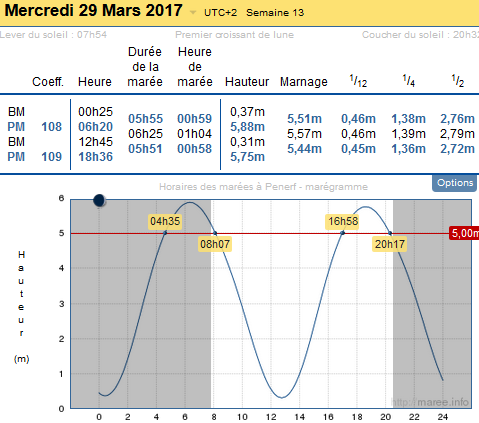 Mercredi 29 Mars 2017 UTC+2 Semaine 13
Lever du soleil : 07h54 Premier croissant de lune Coucher du soleil : 20h3
Durée de la marée Heure de marée
Coeff. Heure Hauteur Marnage 1/12 1/4 1/2
BM 00h25 0,37m
05h55 00h59 5,51m 0,46m 1,38m 2,76m
PM 108 06h20 5,88m
06h25 01h04 5,57m 0,46m 1,39m 2,79m
BM 12h45 0,31m
05h51 00h58 5,44m 0,45m 1,36m 2,72m
PM 109 18h36 5,75m
Options
Horaires des marées à Penerf - marégramme
Hauteur (m)
6
5
4
3
2
1
0
04h35
08h07
16h58
20h17
5,00m
0 2 4 6 8 10 12 14 16 18 20 22 24
http://maree.info